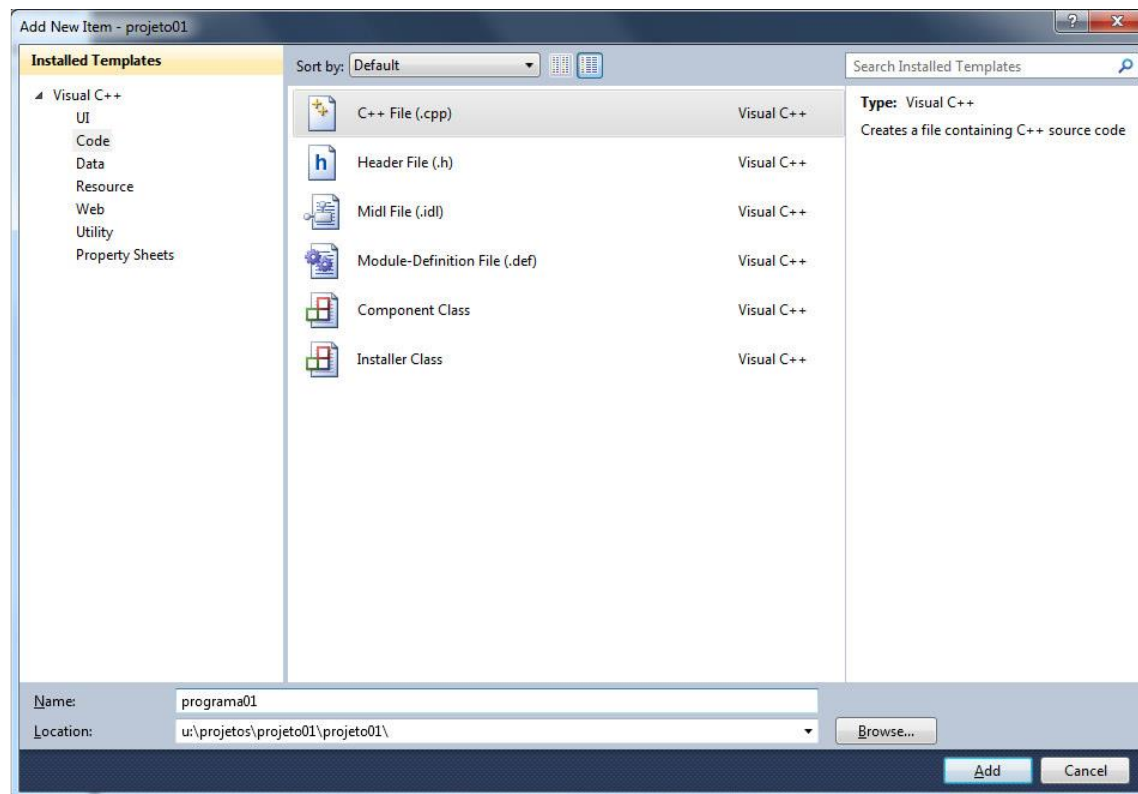 Add New Item - projeto01
Installed Templates
Visual C++
UI
Code
Data
Resource
Web
Utility
Property Sheets
Sort by: Default
C++ File (.cpp) Visual C++
Header File (.h) Visual C++
Midl File (.idl) Visual C++
Module-Definition File (.def) Visual C++
Component Class Visual C++
Installer Class Visual C++
Search Installed Templates
Type: Visual C++
Creates a file containing C++ source code
Name: programa01
Location: u:\projetos\projeto01\projeto01\
Browse...
Add Cancel